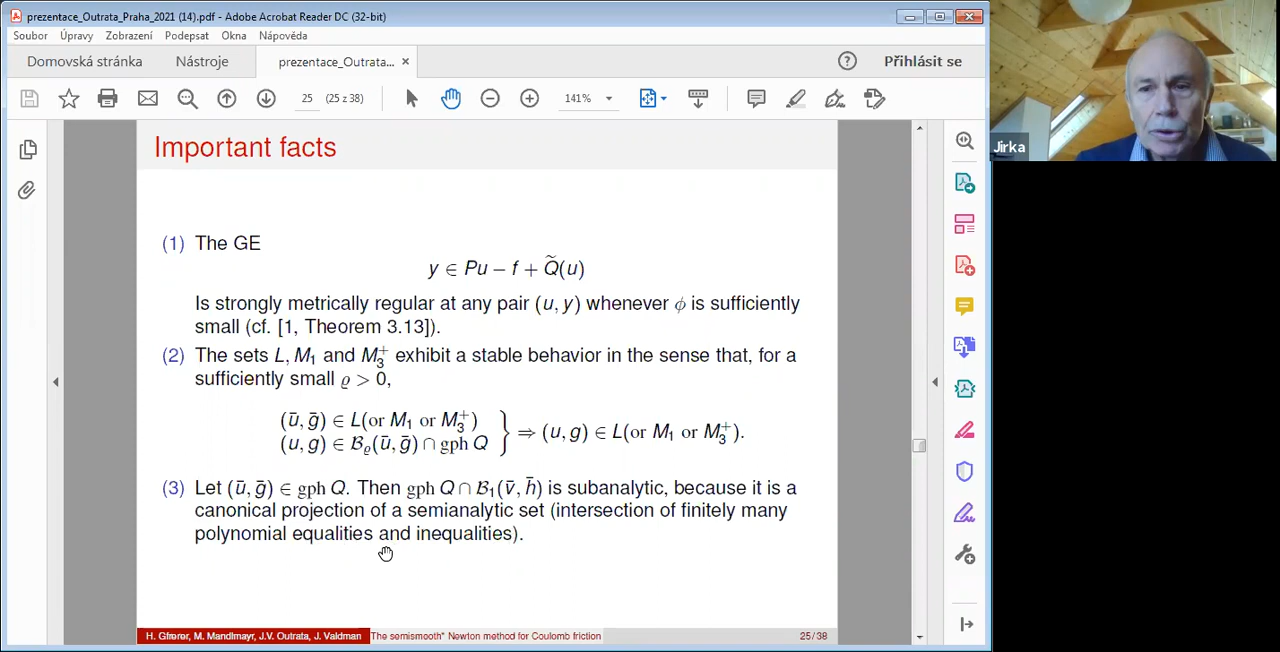 prezentace_Outrata_Praha_2021 (14).pdf - Adobe Acrobat Reader DC (32-bit)
Soubor Úpravy Zobrazení Podepsat Okna Nápověda
Domovská stránka Nástroje prezentace_Outrata... ×
Přihlásit se
25 (25 z 38) 141%
Jirka
Important facts
(1) The GE
y ∈ Pu − f + Q̃(u)
Is strongly metrically regular at any pair (u, y) whenever ϕ is sufficiently
small (cf. [1, Theorem 3.13]).
(2) The sets L, M₁ and M₃⁺ exhibit a stable behavior in the sense that, for a
sufficiently small ϱ > 0,
(ū, ḡ) ∈ L(or M₁ or M₃⁺)
(u, g) ∈ ℬ_ϱ(ū, ḡ) ∩ gph Q } ⇒ (u, g) ∈ L(or M₁ or M₃⁺).
(3) Let (ū, ḡ) ∈ gph Q. Then gph Q ∩ ℬ₁(v̄, h̄) is subanalytic, because it is a
canonical projection of a semianalytic set (intersection of finitely many
polynomial equalities and inequalities).
H. Gfrerer, M. Mandlmayr, J.V. Outrata, J. Valdman The semismooth* Newton method for Coulomb friction 25/38